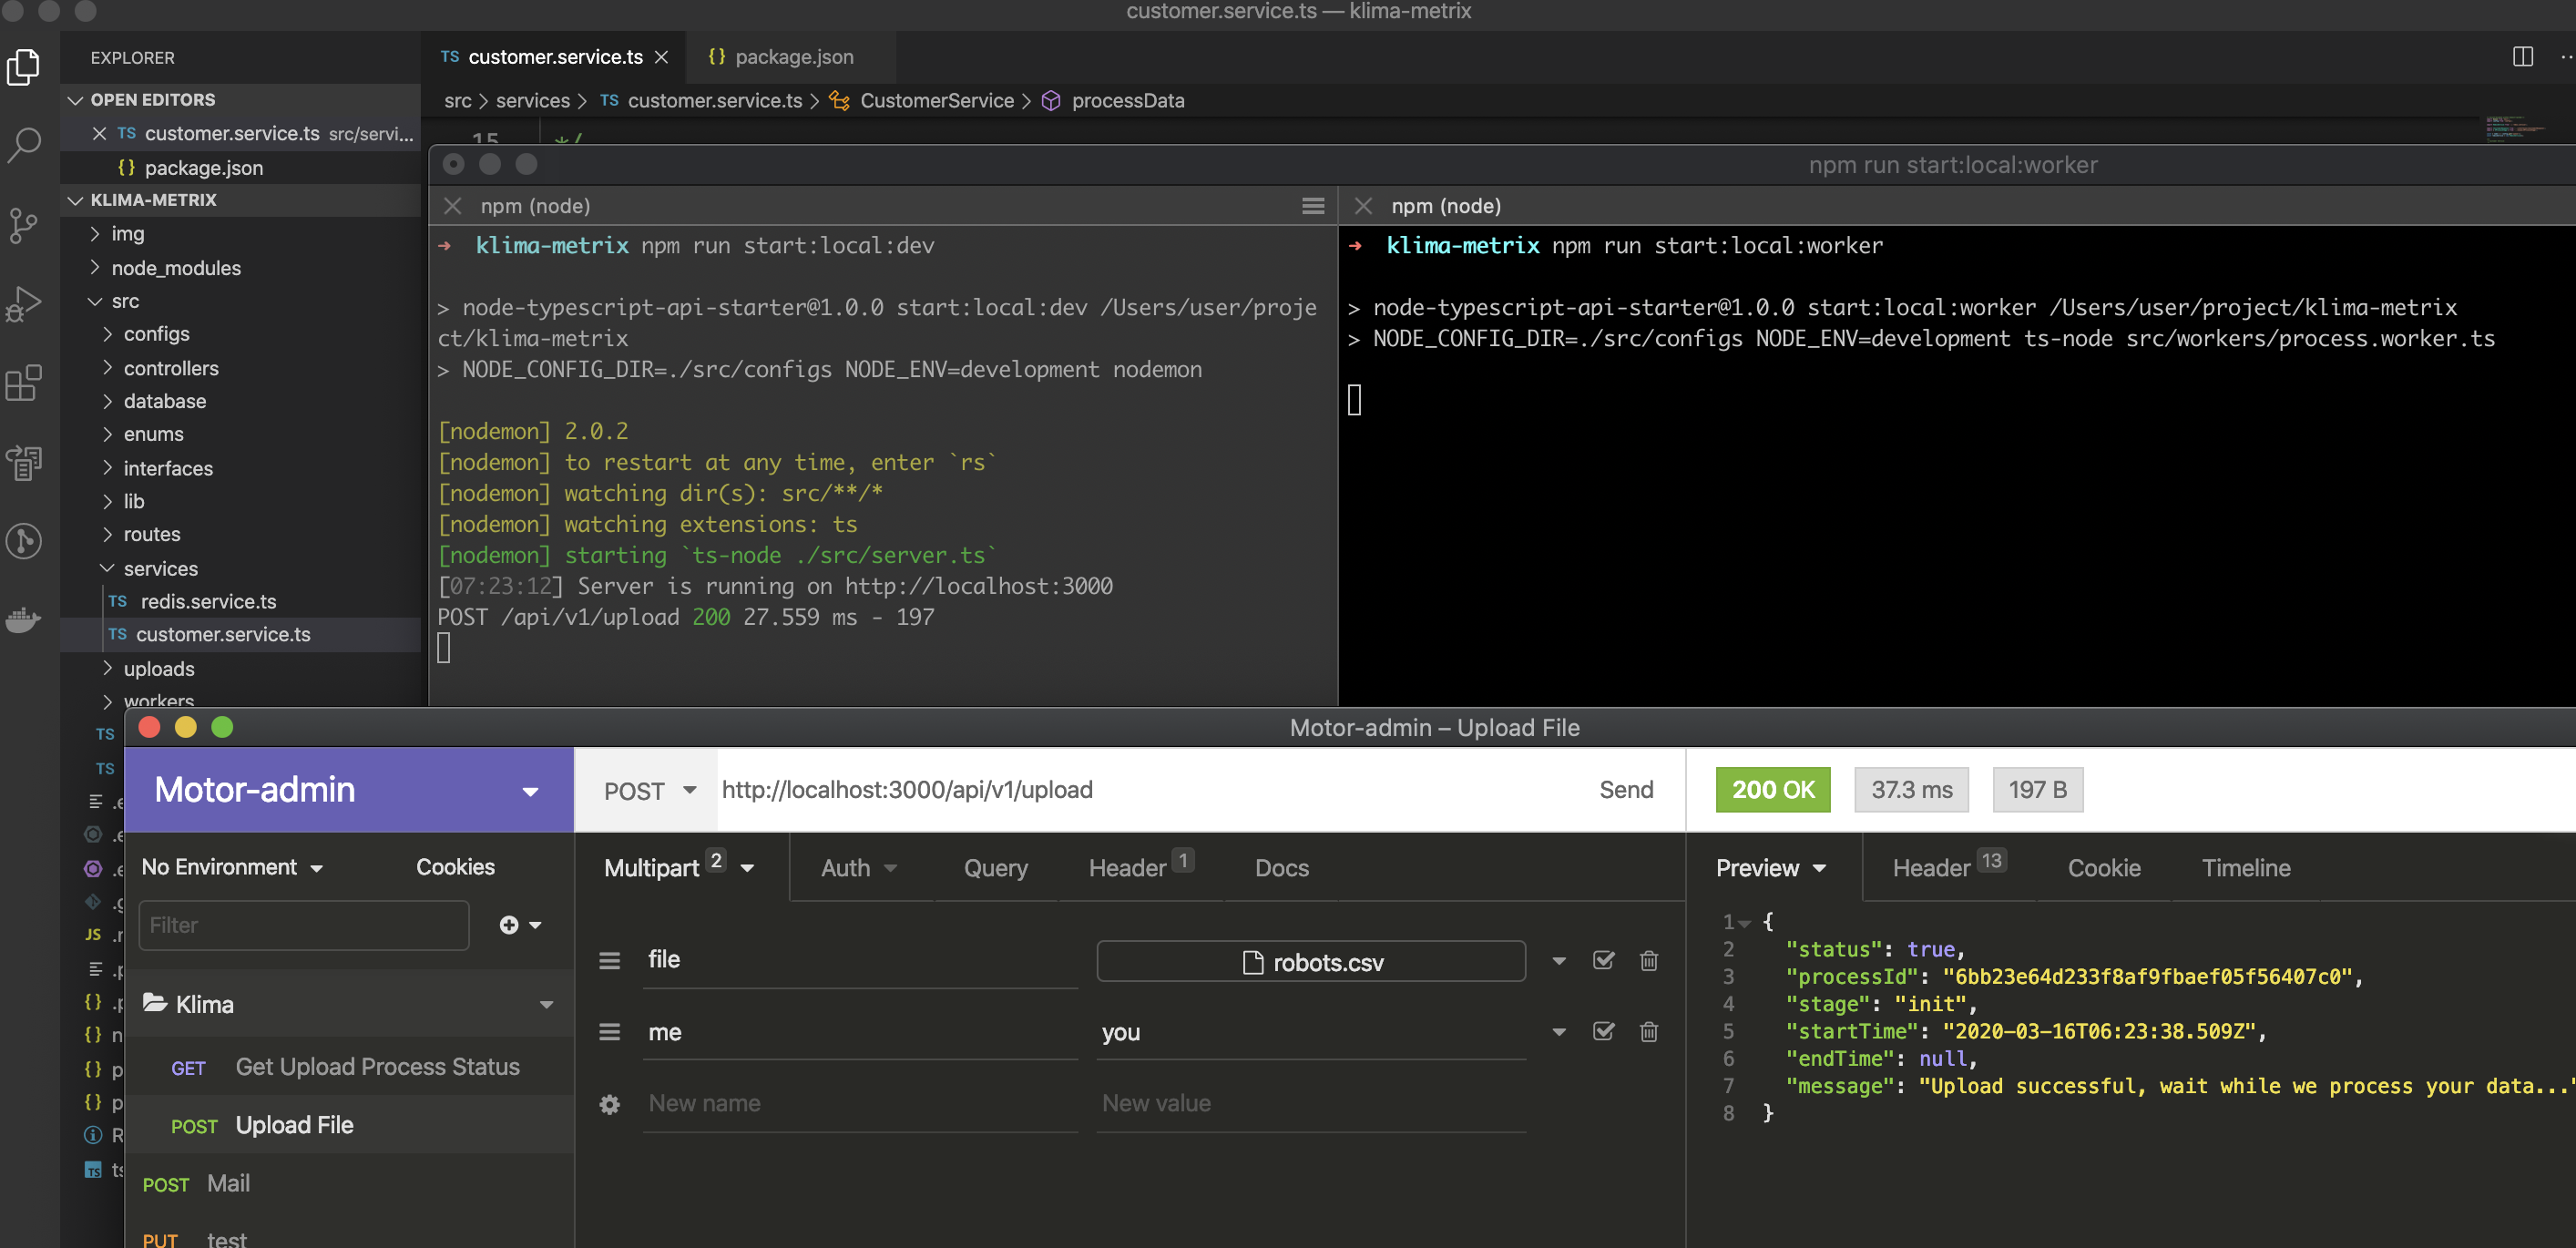 customer.service.ts — klima-metrix
EXPLORER
OPEN EDITORS
TS customer.service.ts src/servi...
{} package.json
KLIMA-METRIX
img
node_modules
src
configs
controllers
database
enums
interfaces
lib
routes
services
TS redis.service.ts
TS customer.service.ts
uploads
workers
TS
TS
JS
TS customer.service.ts
{} package.json
src > services > TS customer.service.ts > CustomerService > processData
15 */
npm run start:local:worker
npm (node)
➜ klima-metrix npm run start:local:dev
> node-typescript-api-starter@1.0.0 start:local:dev /Users/user/proje
ct/klima-metrix
> NODE_CONFIG_DIR=./src/configs NODE_ENV=development nodemon
[nodemon] 2.0.2
[nodemon] to restart at any time, enter `rs`
[nodemon] watching dir(s): src/**/*
[nodemon] watching extensions: ts
[nodemon] starting `ts-node ./src/server.ts`
[07:23:12] Server is running on http://localhost:3000
POST /api/v1/upload 200 27.559 ms - 197
npm (node)
➜ klima-metrix npm run start:local:worker
> node-typescript-api-starter@1.0.0 start:local:worker /Users/user/project/klima-metrix
> NODE_CONFIG_DIR=./src/configs NODE_ENV=development ts-node src/workers/process.worker.ts
Motor-admin – Upload File
Motor-admin
No Environment
Cookies
Filter
Klima
GET Get Upload Process Status
POST Upload File
POST Mail
PUT test
POST http://localhost:3000/api/v1/upload Send
Multipart 2 Auth Query Header 1 Docs
file robots.csv
me you
New name New value
200 OK 37.3 ms 197 B
Preview Header 13 Cookie Timeline
1 {
2 "status": true,
3 "processId": "6bb23e64d233f8af9fbaef05f56407c0",
4 "stage": "init",
5 "startTime": "2020-03-16T06:23:38.509Z",
6 "endTime": null,
7 "message": "Upload successful, wait while we process your data..."
8 }